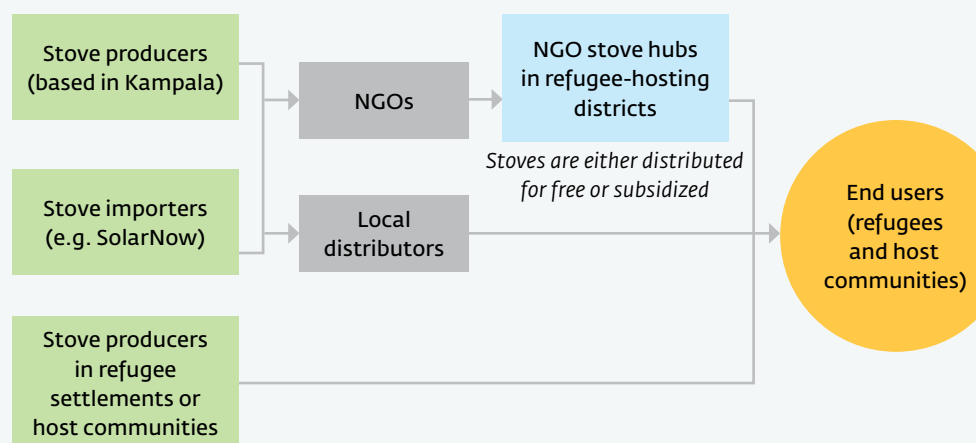 Stove producers
(based in Kampala)
NGOs
NGO stove hubs
in refugee-hosting
districts
Stoves are either distributed
for free or subsidized
Stove importers
(e.g. SolarNow)
Local
distributors
End users
(refugees
and host
communities)
Stove producers
in refugee
settlements or
host communities